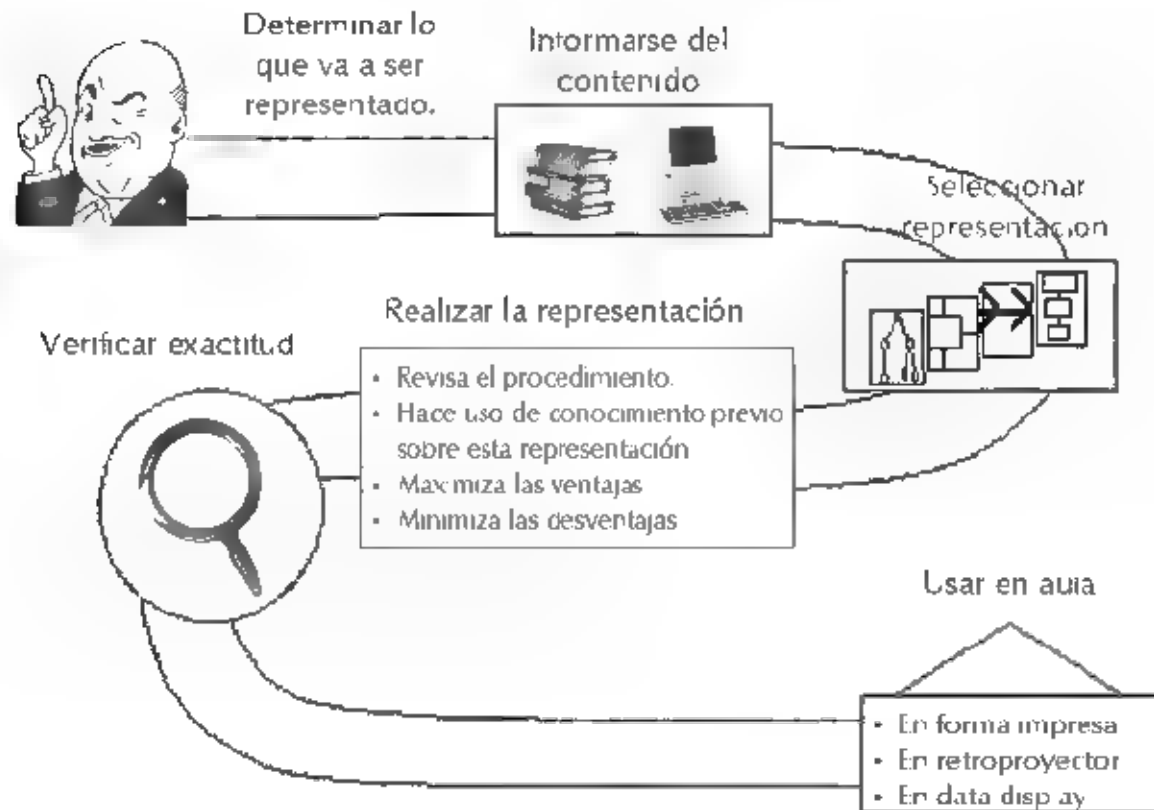 Determinar lo
que va a ser
representado.
Informarse del
contenido
Seleccionar
representacion
Realizar la representación
• Revisa el procedimiento.
• Hace uso de conocimiento previo
sobre esta representación
• Maximiza las ventajas
• Minimiza las desventajas
Verificar exactitud
Usar en aula
• En forma impresa
• En retroproyector
• En data display